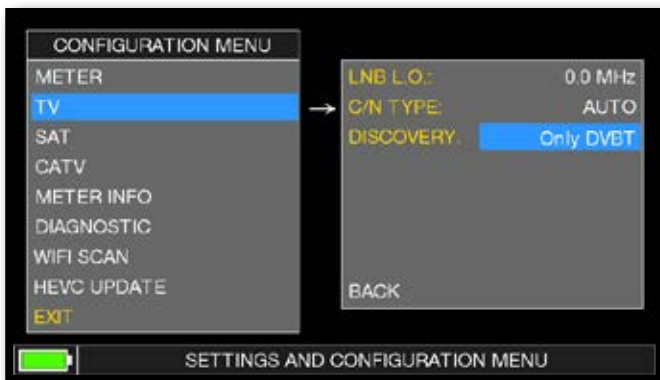 CONFIGURATION MENU
METER
TV
SAT
CATV
METER INFO
DIAGNOSTIC
WIFI SCAN
HEVC UPDATE
EXIT
→
LNB L.O.: 0.0 MHz
C/N TYPE: AUTO
DISCOVERY: Only DVBT
BACK
SETTINGS AND CONFIGURATION MENU